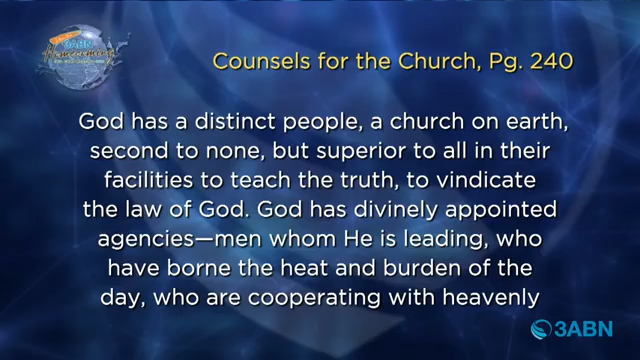 3ABN
Homecoming
Counsels for the Church, Pg. 240
God has a distinct people, a church on earth,
second to none, but superior to all in their
facilities to teach the truth, to vindicate
the law of God. God has divinely appointed
agencies—men whom He is leading, who
have borne the heat and burden of the
day, who are cooperating with heavenly
3ABN